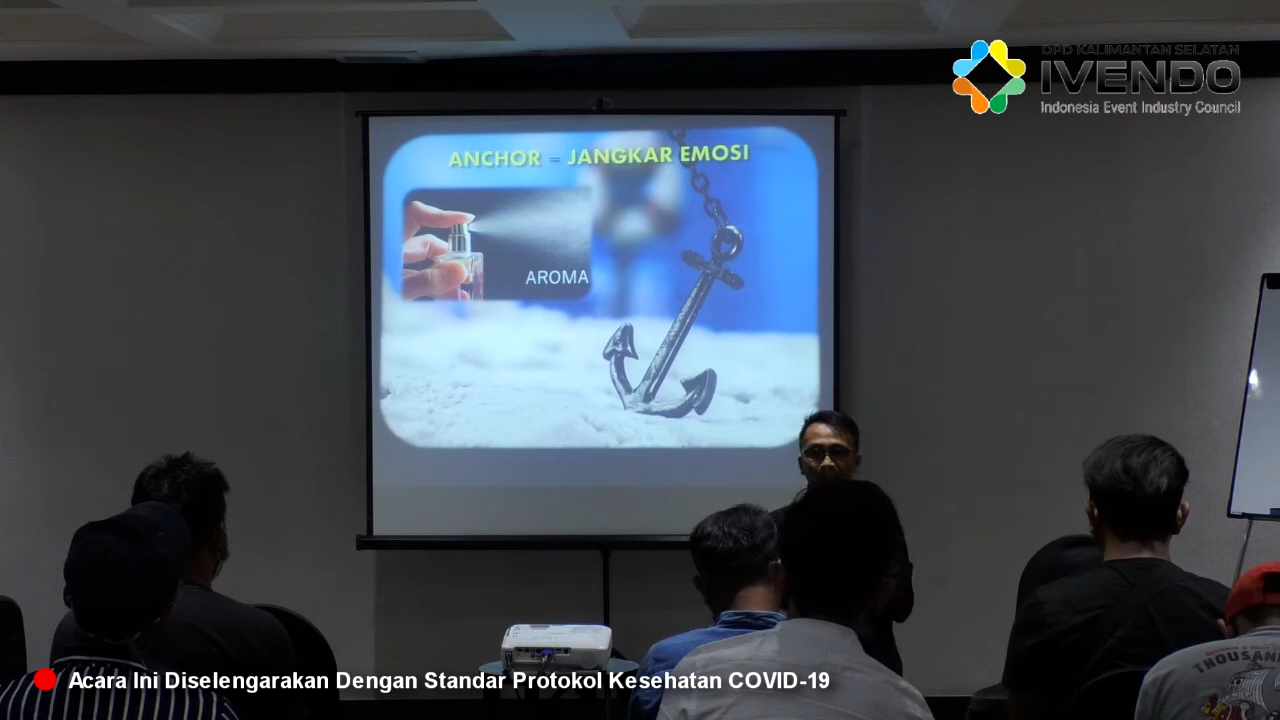 DPD KALIMANTAN SELATAN
IVENDO
Indonesia Event Industry Council
ANCHOR = JANGKAR EMOSI
AROMA
THOUSAN
Acara Ini Diselengarakan Dengan Standar Protokol Kesehatan COVID-19